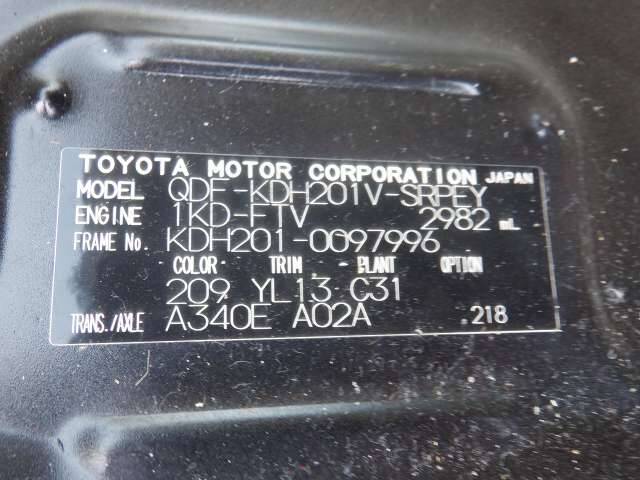 TOYOTA MOTOR CORPORATION JAPAN
MODEL QDF-KDH201V-SRPEY
ENGINE 1KD-FTV 2982 mL
FRAME No. KDH201-0097996
COLOR TRIM PLANT OPTION
209 YL13 C31
TRANS./AXLE A340E A02A .218